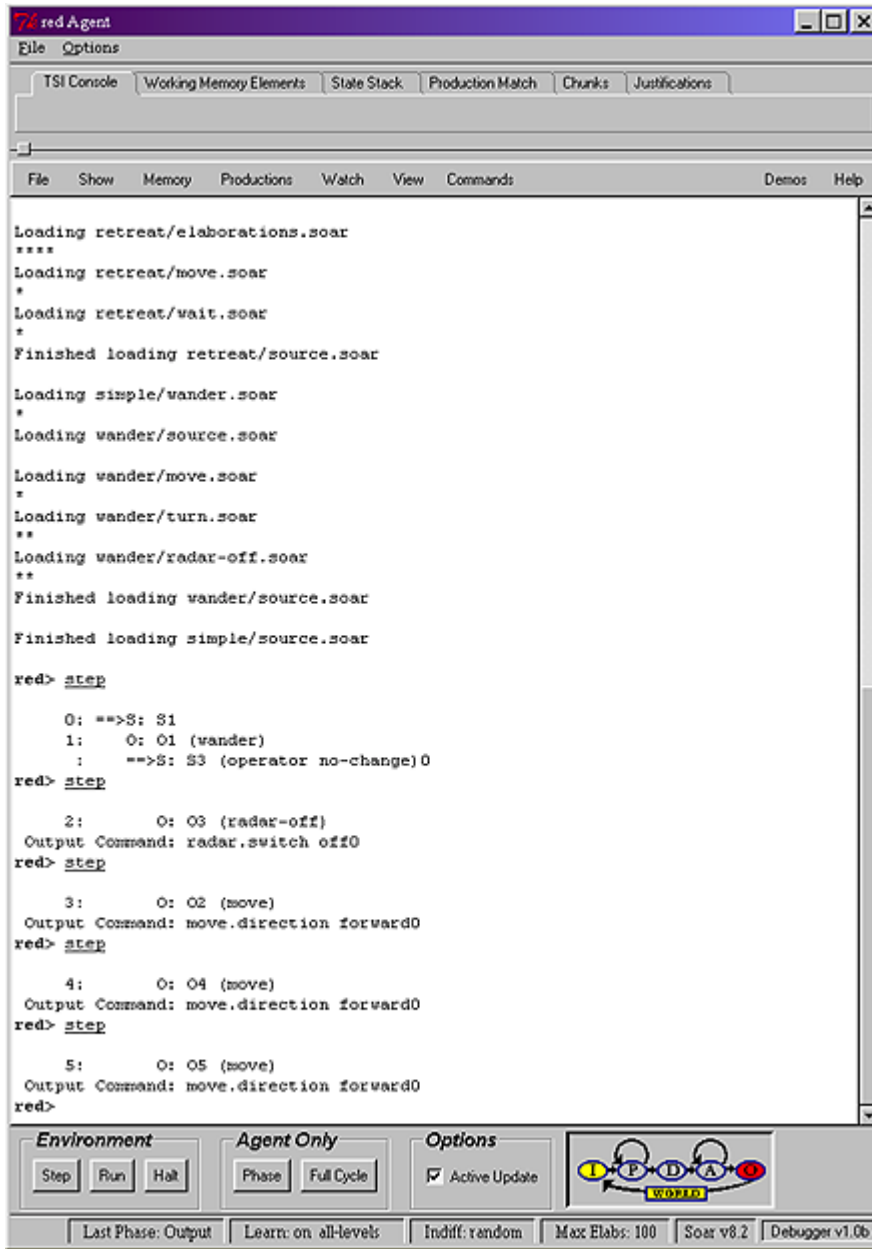 red Agent
File Options
TSI Console Working Memory Elements State Stack Production Match Chunks Justifications
File Show Memory Productions Watch View Commands Demos Help
Loading retreat/elaborations.soar
****
Loading retreat/move.soar
*
Loading retreat/wait.soar
*
Finished loading retreat/source.soar
Loading simple/wander.soar
*
Loading wander/source.soar
Loading wander/move.soar
*
Loading wander/turn.soar
**
Loading wander/radar-off.soar
**
Finished loading wander/source.soar
Finished loading simple/source.soar
red> step
0: ==>S: S1
1: O: O1 (wander)
: ==>S: S3 (operator no-change)0
red> step
2: O: O3 (radar-off)
Output Command: radar.switch off0
red> step
3: O: O2 (move)
Output Command: move.direction forward0
red> step
4: O: O4 (move)
Output Command: move.direction forward0
red> step
5: O: O5 (move)
Output Command: move.direction forward0
red>
Environment Agent Only Options
Step Run Halt Phase Full Cycle Active Update I P D A O
WORLD
Last Phase: Output Learn: on all-levels Indiff: random Max Elabs: 100 Soar v8.2 Debugger v1.0b